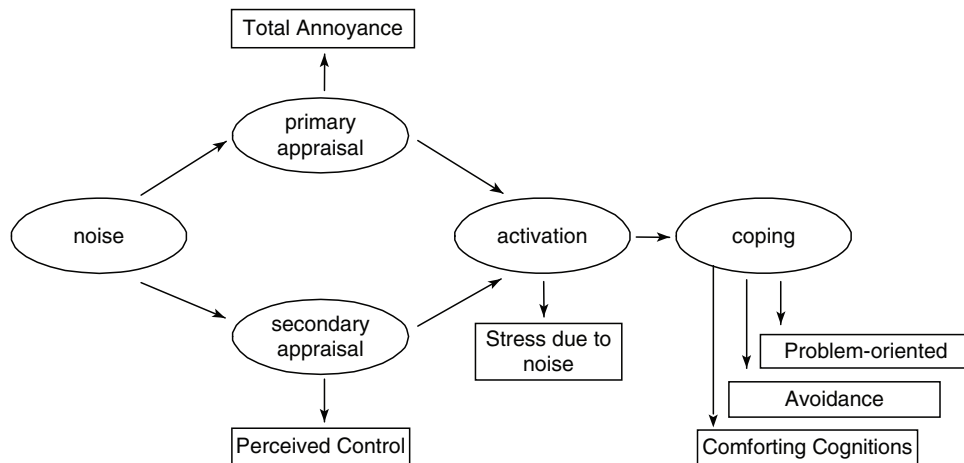 Total Annoyance
primary
appraisal
noise
activation
coping
secondary
appraisal
Stress due to
noise
Problem-oriented
Avoidance
Perceived Control
Comforting Cognitions